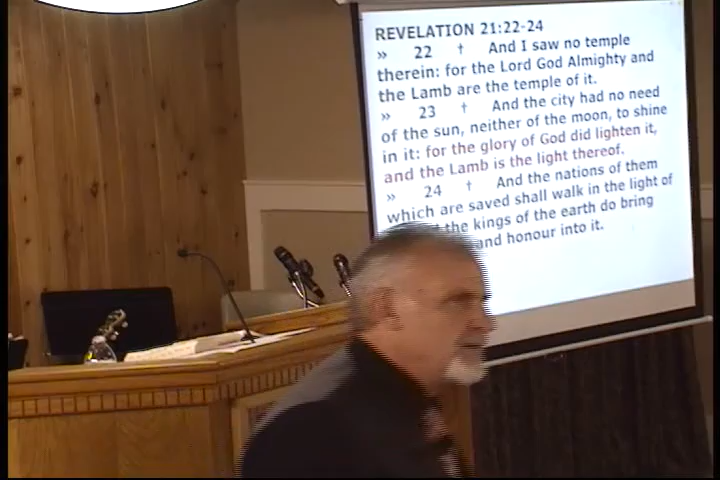 REVELATION 21:22-24
» 22 † And I saw no temple
therein: for the Lord God Almighty and
the Lamb are the temple of it.
» 23 † And the city had no need
of the sun, neither of the moon, to shine
in it: for the glory of God did lighten it,
and the Lamb is the light thereof.
» 24 † And the nations of them
which are saved shall walk in the light of
the kings of the earth do bring
and honour into it.